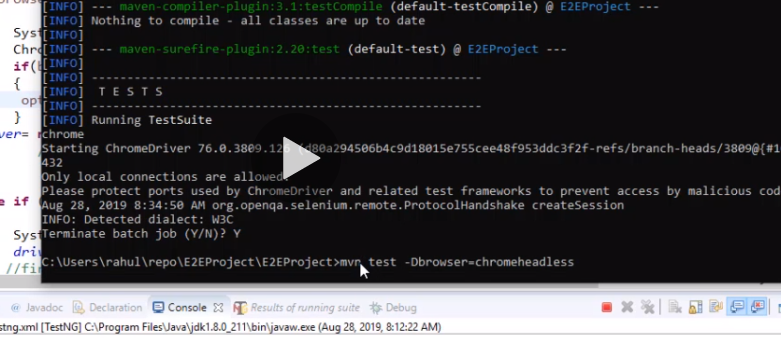 [INFO] --- maven-compiler-plugin:3.1:testCompile (default-testCompile) @ E2EProject ---
[INFO] Nothing to compile - all classes are up to date
[INFO]
[INFO] --- maven-surefire-plugin:2.20:test (default-test) @ E2EProject ---
[INFO]
[INFO] -------------------------------------------------------
[INFO]  T E S T S
[INFO] -------------------------------------------------------
[INFO] Running TestSuite
chrome
Starting ChromeDriver 76.0.3809.126 (d80a294506b4c9d18015e755cee48f953ddc3f2f-refs/branch-heads/3809@{#10
432
Only local connections are allowed.
Please protect ports used by ChromeDriver and related test frameworks to prevent access by malicious cod
Aug 28, 2019 8:34:50 AM org.openqa.selenium.remote.ProtocolHandshake createSession
INFO: Detected dialect: W3C
Terminate batch job (Y/N)? Y
C:\Users\rahul\repo\E2EProject\E2EProject>mvn test -Dbrowser=chromeheadless
Syst
Chro
if(b
{
opt
}
ver= n
e if (
Syst
driv
//fir
Javadoc Declaration Console Results of running suite Debug
stng.xml [TestNG] C:\Program Files\Java\jdk1.8.0_211\bin\javaw.exe (Aug 28, 2019, 8:12:22 AM)